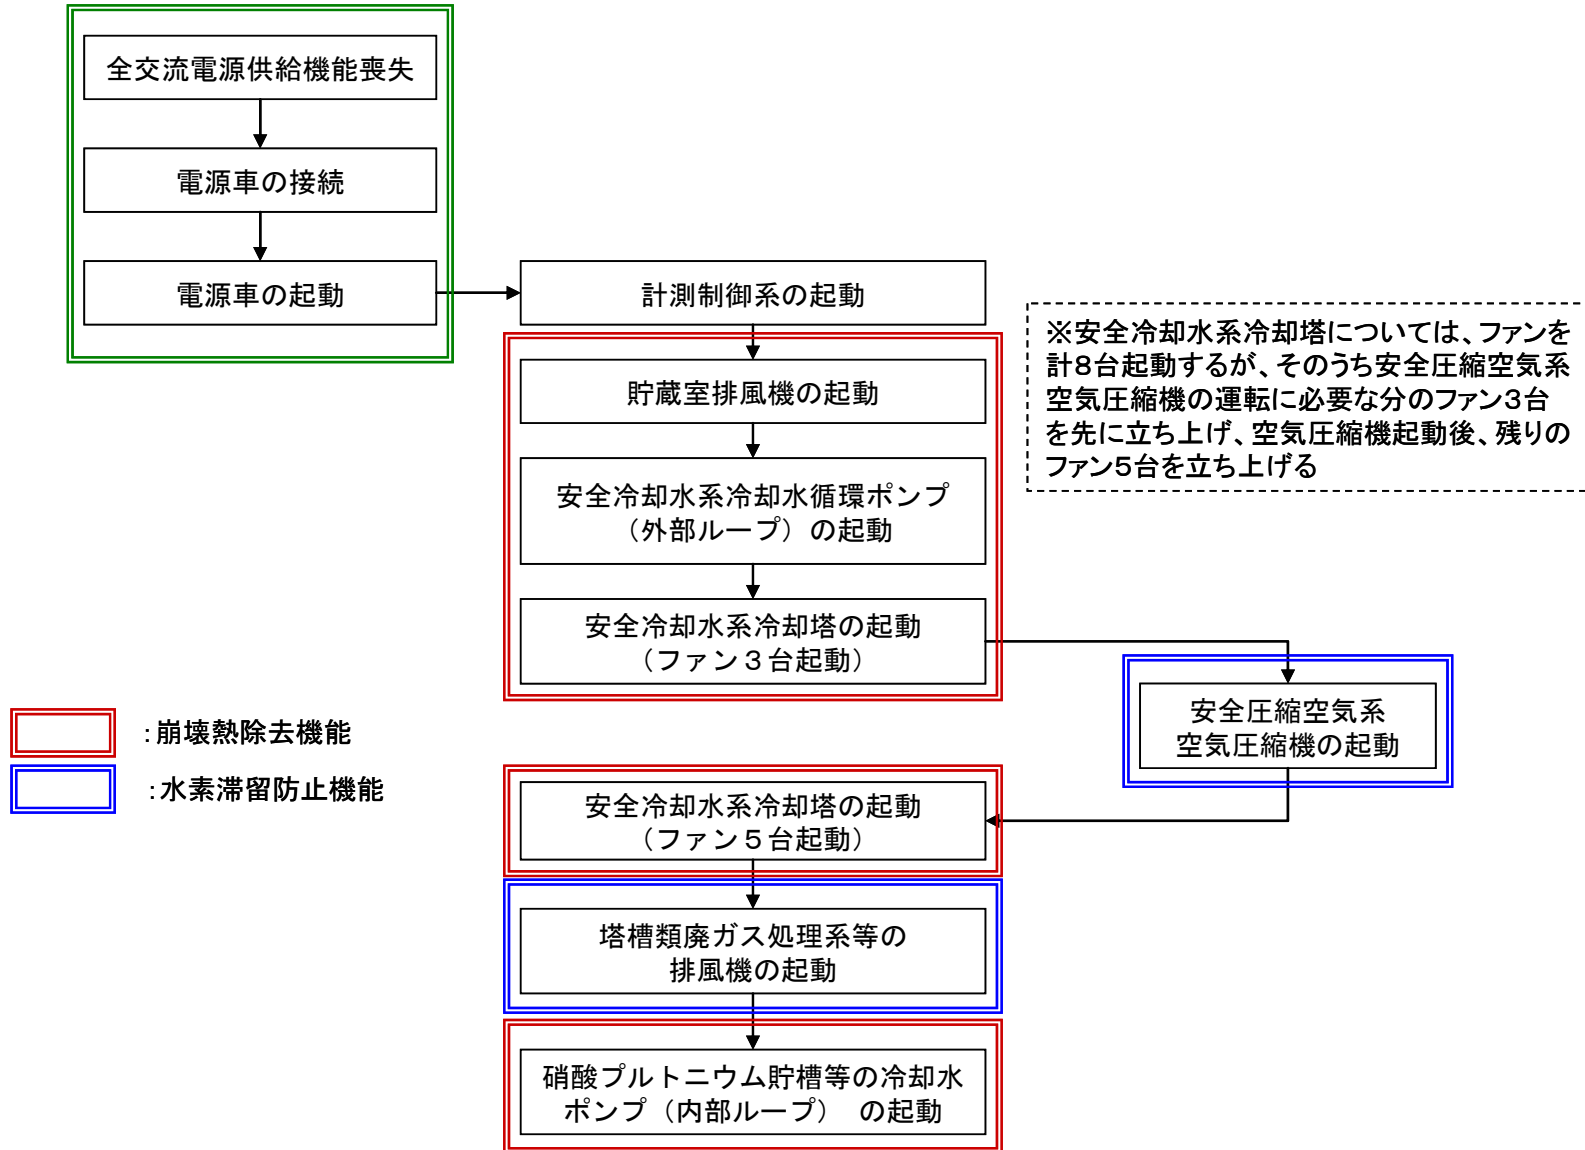 全交流電源供給機能喪失
電源車の接続
電源車の起動
計測制御系の起動
※安全冷却水系冷却塔については、ファンを
計８台起動するが、そのうち安全圧縮空気系
空気圧縮機の運転に必要な分のファン３台
を先に立ち上げ、空気圧縮機起動後、残りの
ファン５台を立ち上げる
貯蔵室排風機の起動
安全冷却水系冷却水循環ポンプ
（外部ループ）の起動
安全冷却水系冷却塔の起動
（ファン３台起動）
安全圧縮空気系
空気圧縮機の起動
：崩壊熱除去機能
：水素滞留防止機能
安全冷却水系冷却塔の起動
（ファン５台起動）
塔槽類廃ガス処理系等の
排風機の起動
硝酸プルトニウム貯槽等の冷却水
ポンプ（内部ループ）　の起動